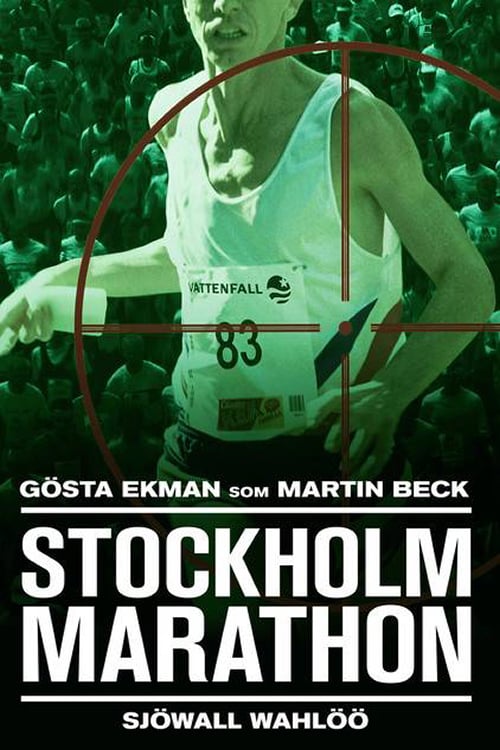 VATTENFALL
83
GÖSTA EKMAN SOM MARTIN BECK
STOCKHOLM
MARATHON
SJÖWALL WAHLÖÖ